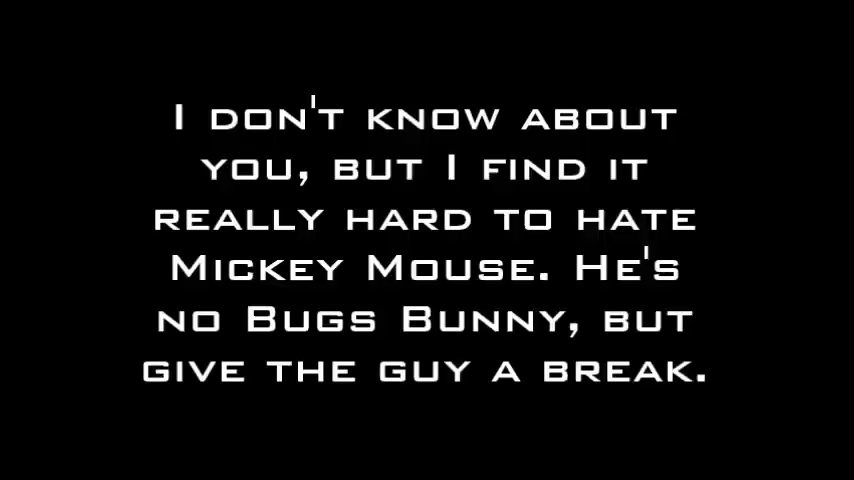 I don't know about
you, but I find it
really hard to hate
Mickey Mouse. He's
no Bugs Bunny, but
give the guy a break.